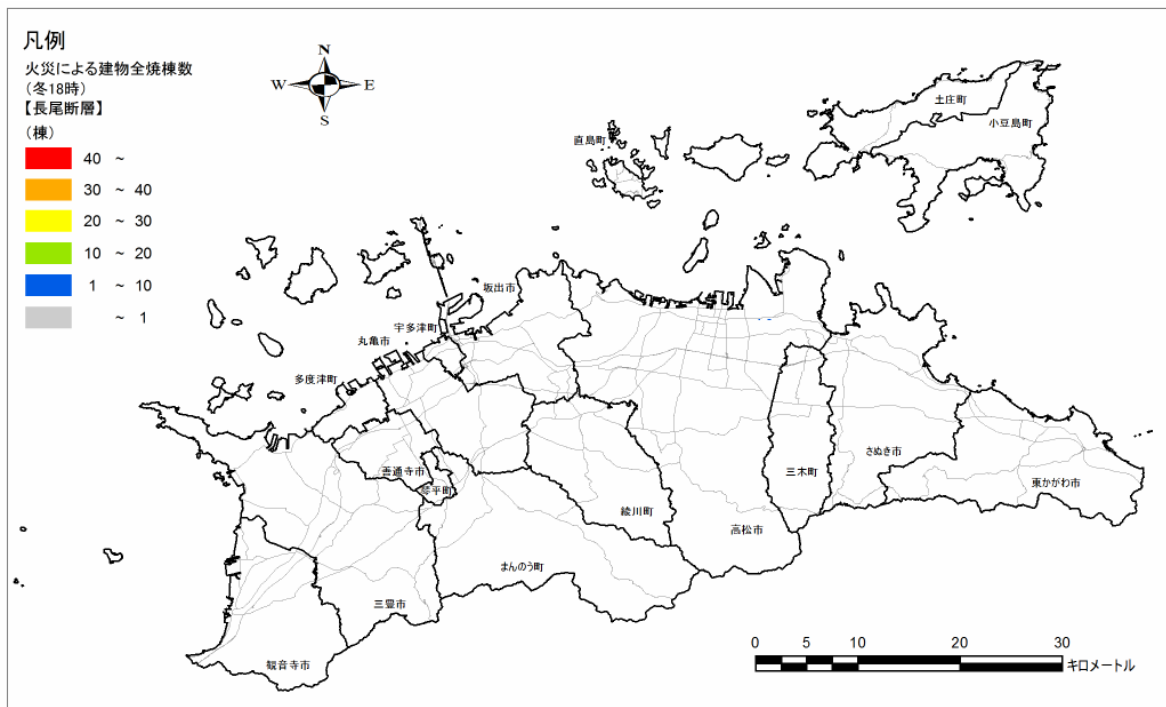 凡例
火災による建物全焼棟数
(冬18時)
【長尾断層】
(棟)
40 ~
30 ~ 40
20 ~ 30
10 ~ 20
1 ~ 10
~ 1
N
W
E
S
土庄町
小豆島町
直島町
坂出市
宇多津町
丸亀市
多度津町
善通寺市
琴平町
三木町
さぬき市
東かがわ市
綾川町
高松市
まんのう町
三豊市
観音寺市
0 5 10 20 30
キロメートル